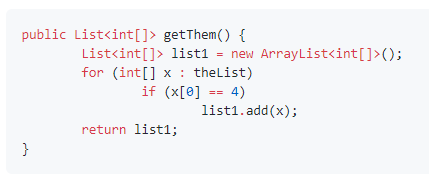 public List<int[]> getThem() {
List<int[]> list1 = new ArrayList<int[]>();
for (int[] x : theList)
if (x[0] == 4)
list1.add(x);
return list1;
}